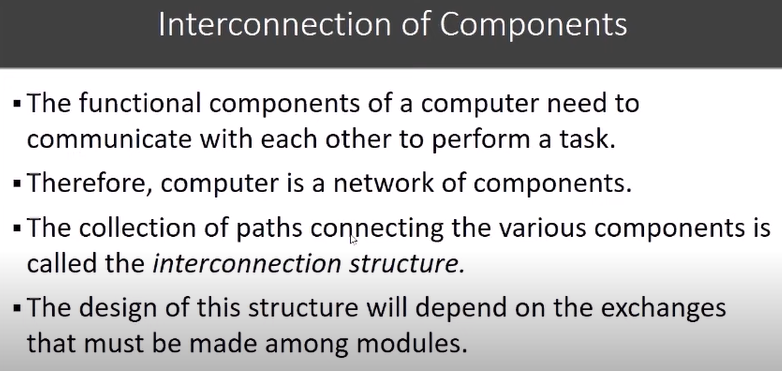 Interconnection of Components
▪ The functional components of a computer need to
communicate with each other to perform a task.
▪ Therefore, computer is a network of components.
▪ The collection of paths connecting the various components is
called the interconnection structure.
▪ The design of this structure will depend on the exchanges
that must be made among modules.